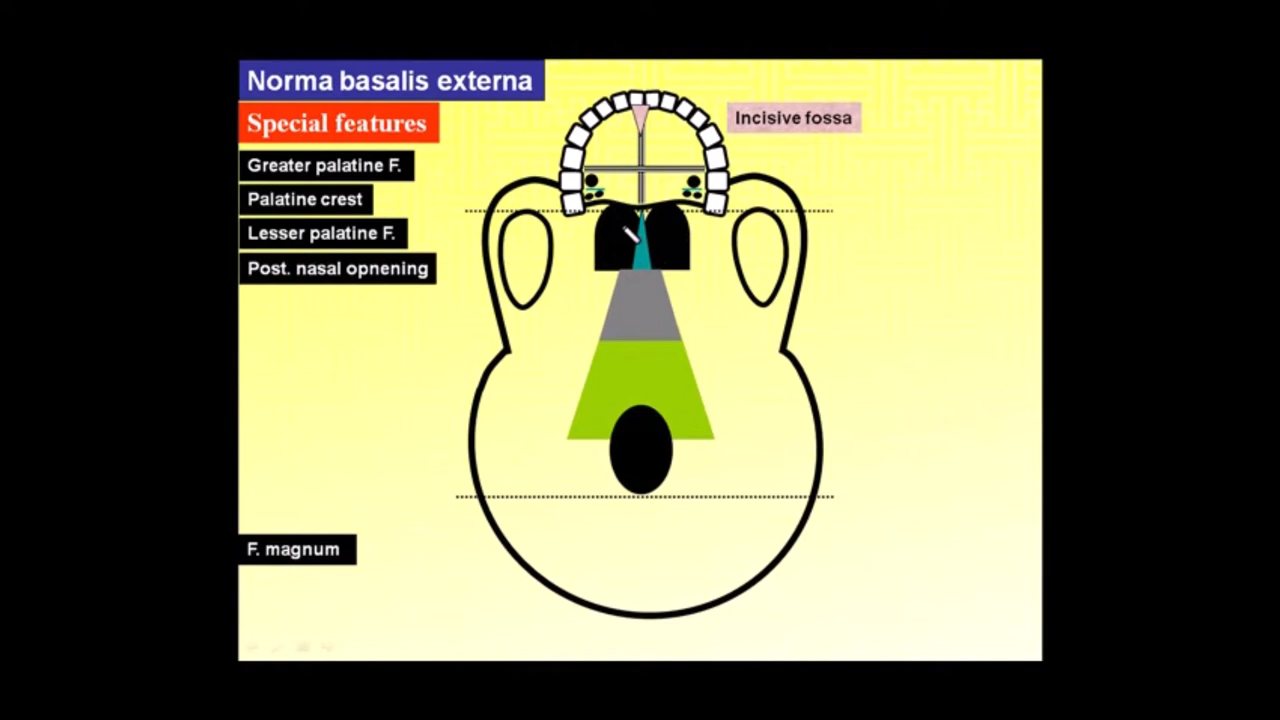 Norma basalis externa
Special features
Incisive fossa
Greater palatine F.
Palatine crest
Lesser palatine F.
Post. nasal opnening
F. magnum